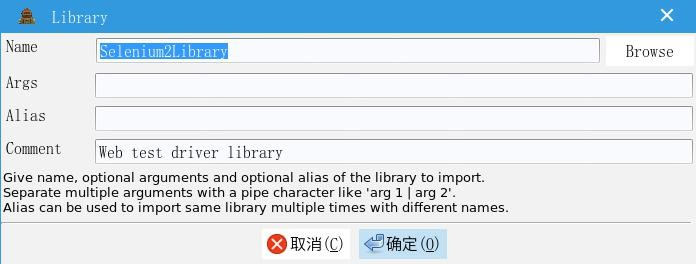 Library
Name Selenium2Library Browse
Args
Alias
Comment Web test driver library
Give name, optional arguments and optional alias of the library to import.
Separate multiple arguments with a pipe character like 'arg 1 | arg 2'.
Alias can be used to import same library multiple times with different names.
取消(C) 确定(O)